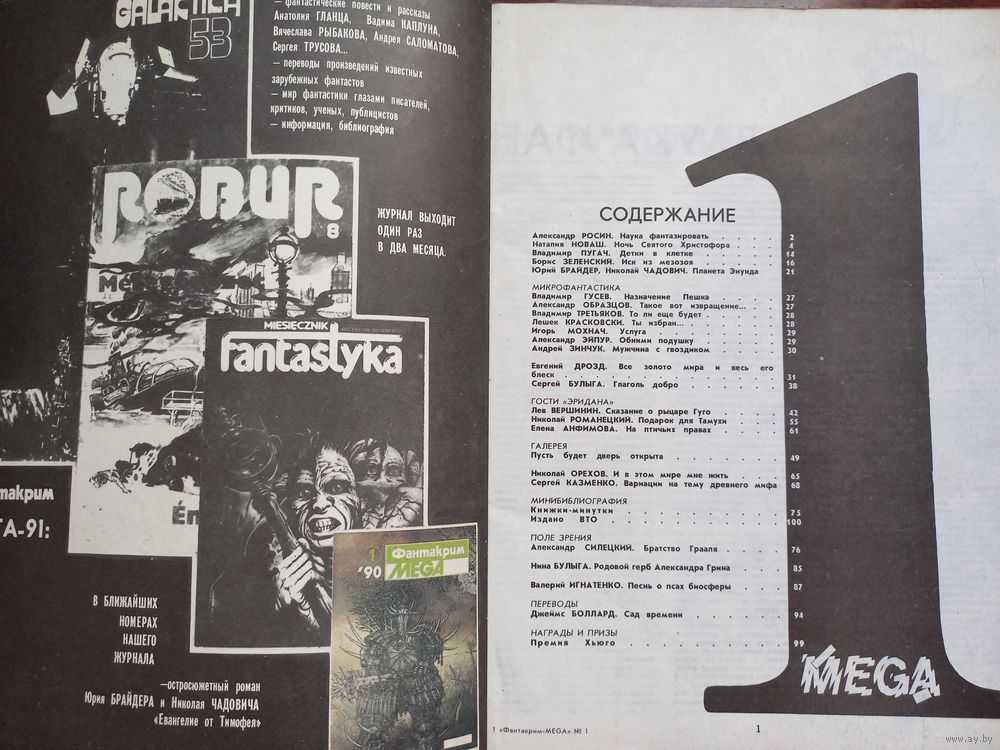 GALAKTICA
53
— фантастические повести и рассказы
Анатолия ГЛАНЦА, Вадима КАПЛУНА,
Вячеслава РЫБАКОВА, Андрея САЛОМАТОВА,
Сергея ТРУСОВА...
— переводы произведений известных
зарубежных фантастов
— мир фантастики глазами писателей,
критиков, ученых, публицистов
— информация, библиография
ROBUR
8
ЖУРНАЛ ВЫХОДИТ
ОДИН РАЗ
В ДВА МЕСЯЦА.
MIESIĘCZNIK
fantastyka
1
'90
Фантакрим
MEGA
такрим
ГА-91:
В БЛИЖАЙШИХ
НОМЕРАХ
НАШЕГО
ЖУРНАЛА
—остросюжетный роман
Юрия БРАЙДЕРА и Николая ЧАДОВИЧА
«Евангелие от Тимофея»
СОДЕРЖАНИЕ
Александр РОСИН. Наука фантазировать . . . . 2
Наталия НОВАШ. Ночь Святого Христофора . . . . 4
Владимир ПУГАЧ. Детки в клетке . . . . 14
Борис ЗЕЛЕНСКИЙ. Иск из мезозоя . . . . 16
Юрий БРАЙДЕР, Николай ЧАДОВИЧ. Планета Энунда 21
МИКРОФАНТАСТИКА
Владимир ГУСЕВ. Назначение Пешка . . . . 27
Александр ОБРАЗЦОВ. Такое вот извращение... . . 27
Владимир ТРЕТЬЯКОВ. То ли еще будет . . . . 28
Лешек КРАСКОВСКИ. Ты избран... . . . . 28
Игорь МОХНАЧ. Услуга . . . . 29
Александр ЭЙПУР. Обними подушку . . . . 29
Андрей ЗИНЧУК. Мужчина с гвоздиком . . . . 30
Евгений ДРОЗД. Все золото мира и весь его
блеск . . . . 31
Сергей БУЛЫГА. Глаголь добро . . . . 38
ГОСТИ «ЭРИДАНА»
Лев ВЕРШИНИН. Сказание о рыцаре Гуго . . . . 42
Николай РОМАНЕЦКИЙ. Подарок для Тамухи . . . . 55
Елена АНФИМОВА. На птичьих правах . . . . 61
ГАЛЕРЕЯ
Пусть будет дверь открыта . . . . 49
Николай ОРЕХОВ. И в этом мире мне жить . . . . 65
Сергей КАЗМЕНКО. Вариации на тему древнего мифа 68
МИНИБИБЛИОГРАФИЯ
Книжки-минутки . . . . 75
Издано ВТО . . . . 100
ПОЛЕ ЗРЕНИЯ
Александр СИЛЕЦКИЙ. Братство Грааля . . . . 76
Нина БУЛЫГА. Родовой герб Александра Грина . . . . 85
Валерий ИГНАТЕНКО. Песнь о псах биосферы . . . . 87
ПЕРЕВОДЫ
Джеймс БОЛЛАРД. Сад времени . . . . 94
НАГРАДЫ И ПРИЗЫ
Премия Хьюго . . . . 99
1
MEGA
1 «Фантакрим-MEGA» № 1
1
www.ay.by